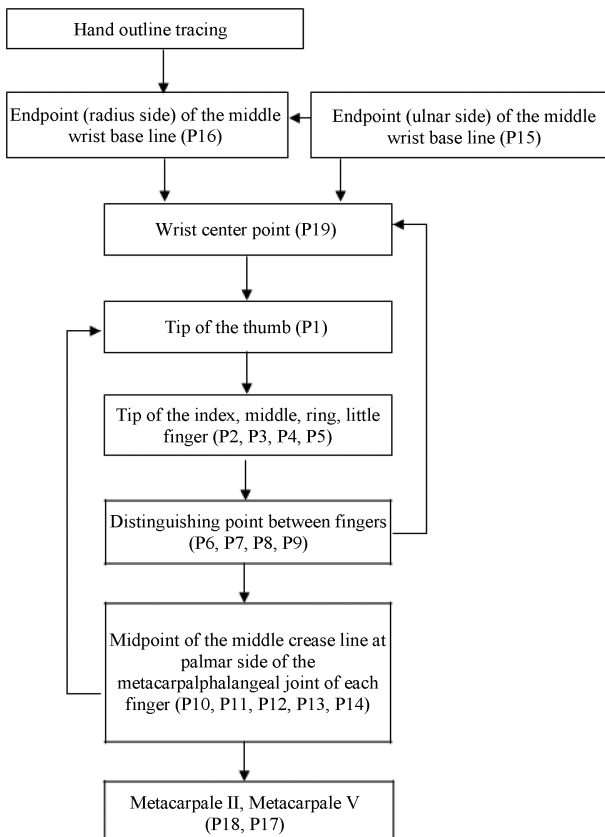 Hand outline tracing
Endpoint (radius side) of the middle
wrist base line (P16)
Endpoint (ulnar side) of the middle
wrist base line (P15)
Wrist center point (P19)
Tip of the thumb (P1)
Tip of the index, middle, ring, little
finger (P2, P3, P4, P5)
Distinguishing point between fingers
(P6, P7, P8, P9)
Midpoint of the middle crease line at
palmar side of the
metacarpalphalangeal joint of each
finger (P10, P11, P12, P13, P14)
Metacarpale II, Metacarpale V
(P18, P17)